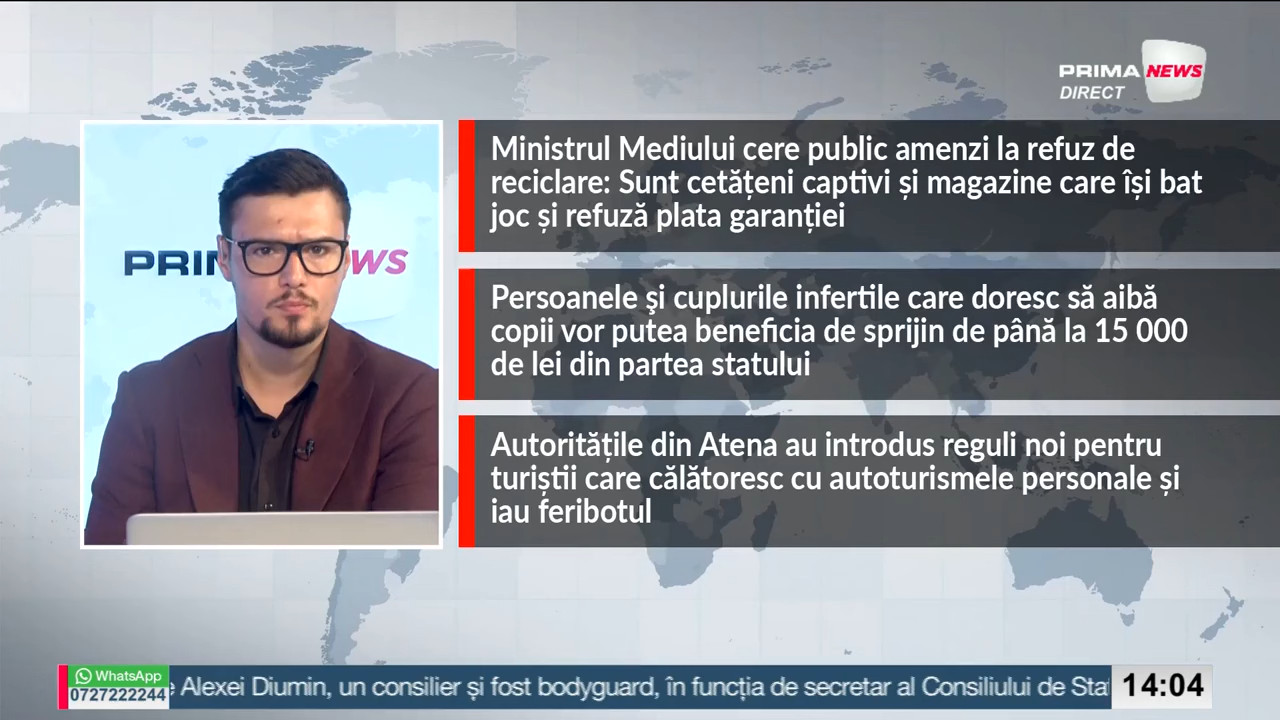 PRIMA NEWS
DIRECT
Ministrul Mediului cere public amenzi la refuz de
reciclare: Sunt cetățeni captivi și magazine care își bat
joc și refuză plata garanției
Persoanele şi cuplurile infertile care doresc să aibă
copii vor putea beneficia de sprijin de până la 15 000
de lei din partea statului
Autoritățile din Atena au introdus reguli noi pentru
turiștii care călătoresc cu autoturismele personale și
iau feribotul
WhatsApp
0727222244
Alexei Diumin, un consilier și fost bodyguard, în funcția de secretar al Consiliului de
14:04